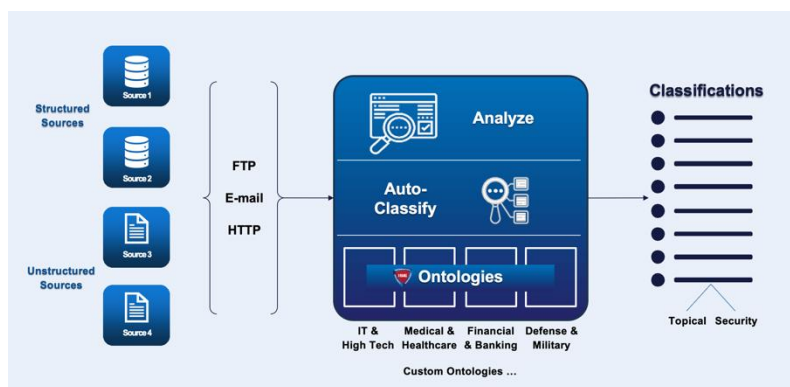 Structured
Sources
Source 1
Source 2
Unstructured
Sources
Source 3
Source 4
FTP
E-mail
HTTP
Analyze
Auto-
Classify
Ontologies
IT &
High Tech
Medical &
Healthcare
Financial
& Banking
Defense &
Military
Custom Ontologies ...
Classifications
Topical Security